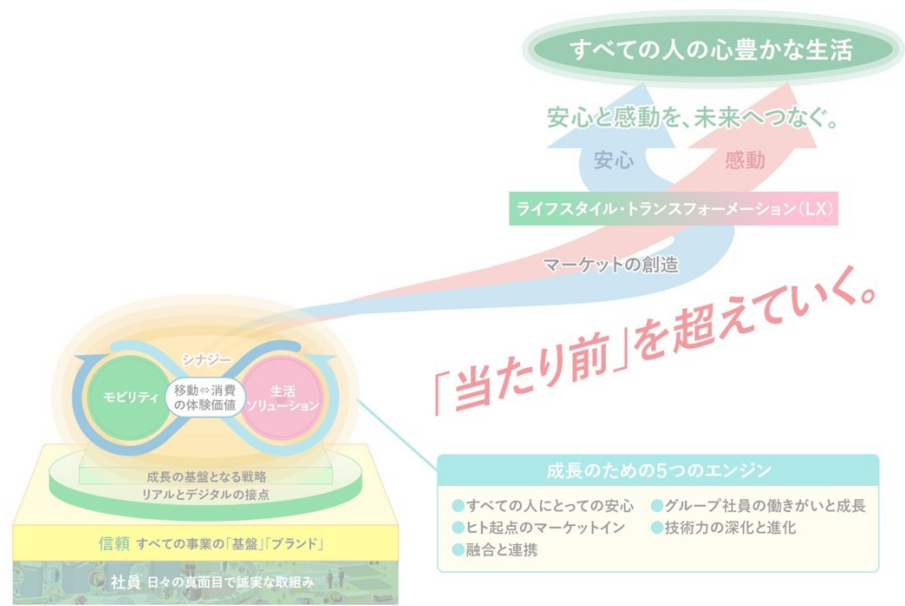 すべての人の心豊かな生活
安心と感動を、未来へつなぐ。
安心 感動
ライフスタイル・トランスフォーメーション(LX)
マーケットの創造
「当たり前」を超えていく。
シナジー
モビリティ
移動⇔消費
の体験価値
生活
ソリューション
成長の基盤となる戦略
リアルとデジタルの接点
信頼 すべての事業の「基盤」「ブランド」
社員 日々の真面目で誠実な取組み
成長のための5つのエンジン
●すべての人にとっての安心
●ヒト起点のマーケットイン
●融合と連携
●グループ社員の働きがいと成長
●技術力の深化と進化